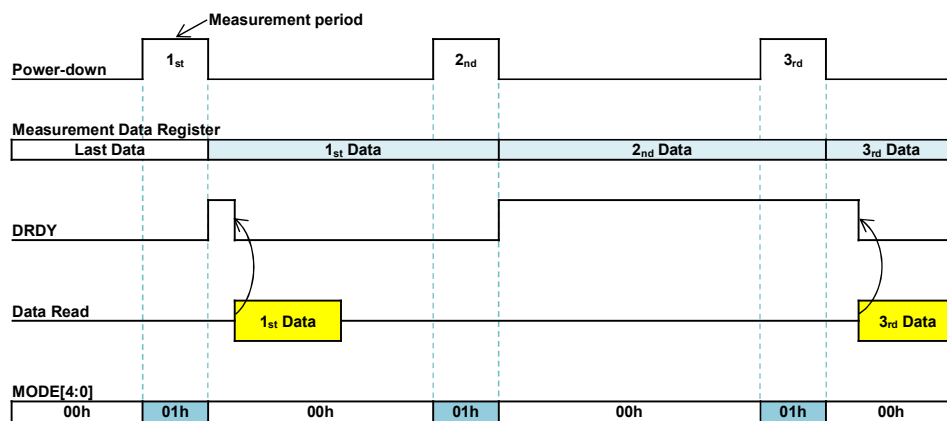 Measurement period
Power-down
1st
2nd
3rd
Measurement Data Register
Last Data
1st Data
2nd Data
3rd Data
DRDY
Data Read
1st Data
3rd Data
MODE[4:0]
00h
01h
00h
01h
00h
01h
00h